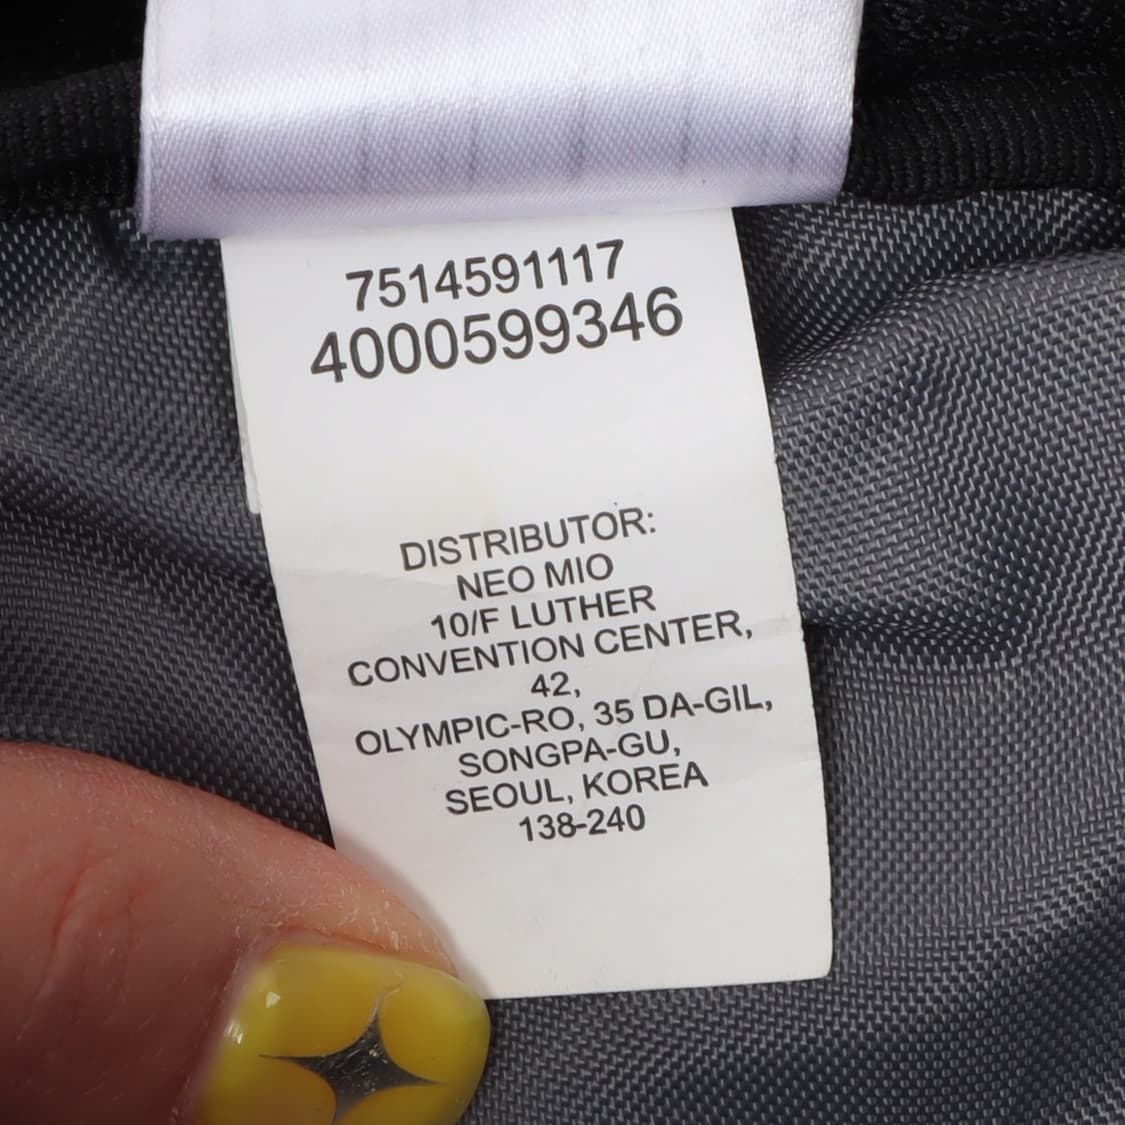 7514591117
4000599346
DISTRIBUTOR:
NEO MIO
10/F LUTHER
CONVENTION CENTER,
42,
OLYMPIC-RO, 35 DA-GIL,
SONGPA-GU,
SEOUL, KOREA
138-240